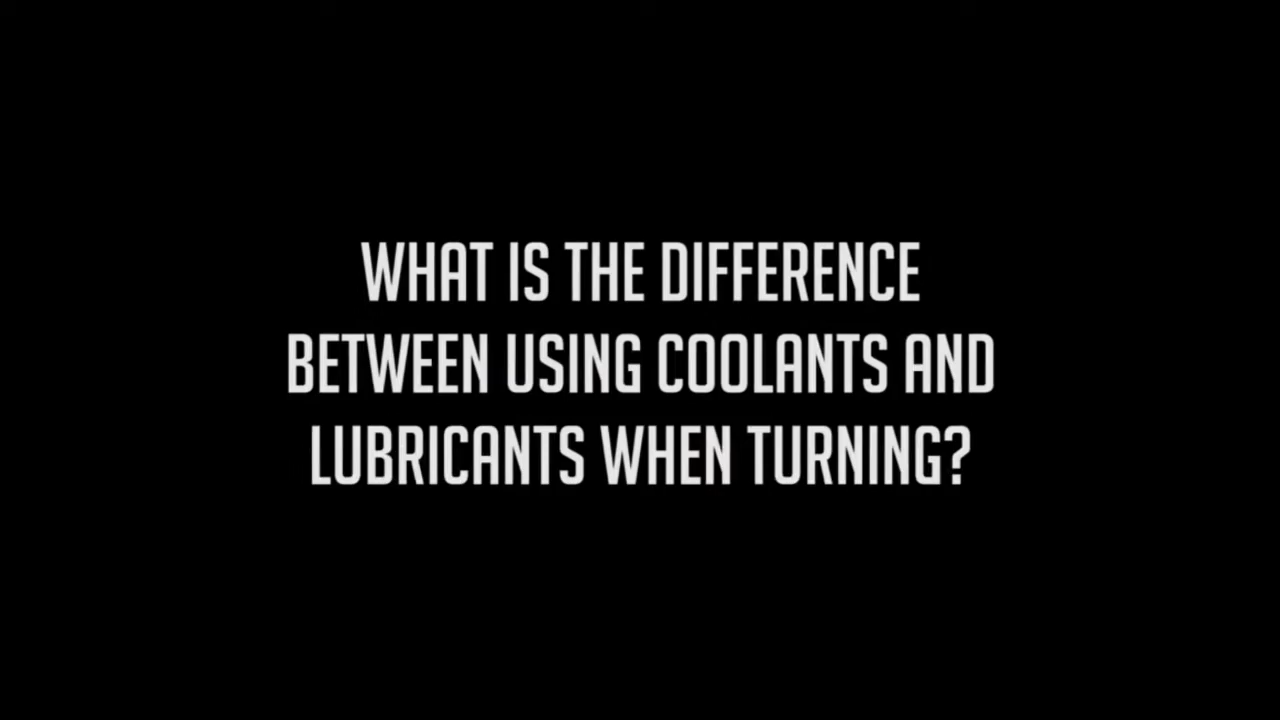 WHAT IS THE DIFFERENCE
BETWEEN USING COOLANTS AND
LUBRICANTS WHEN TURNING?